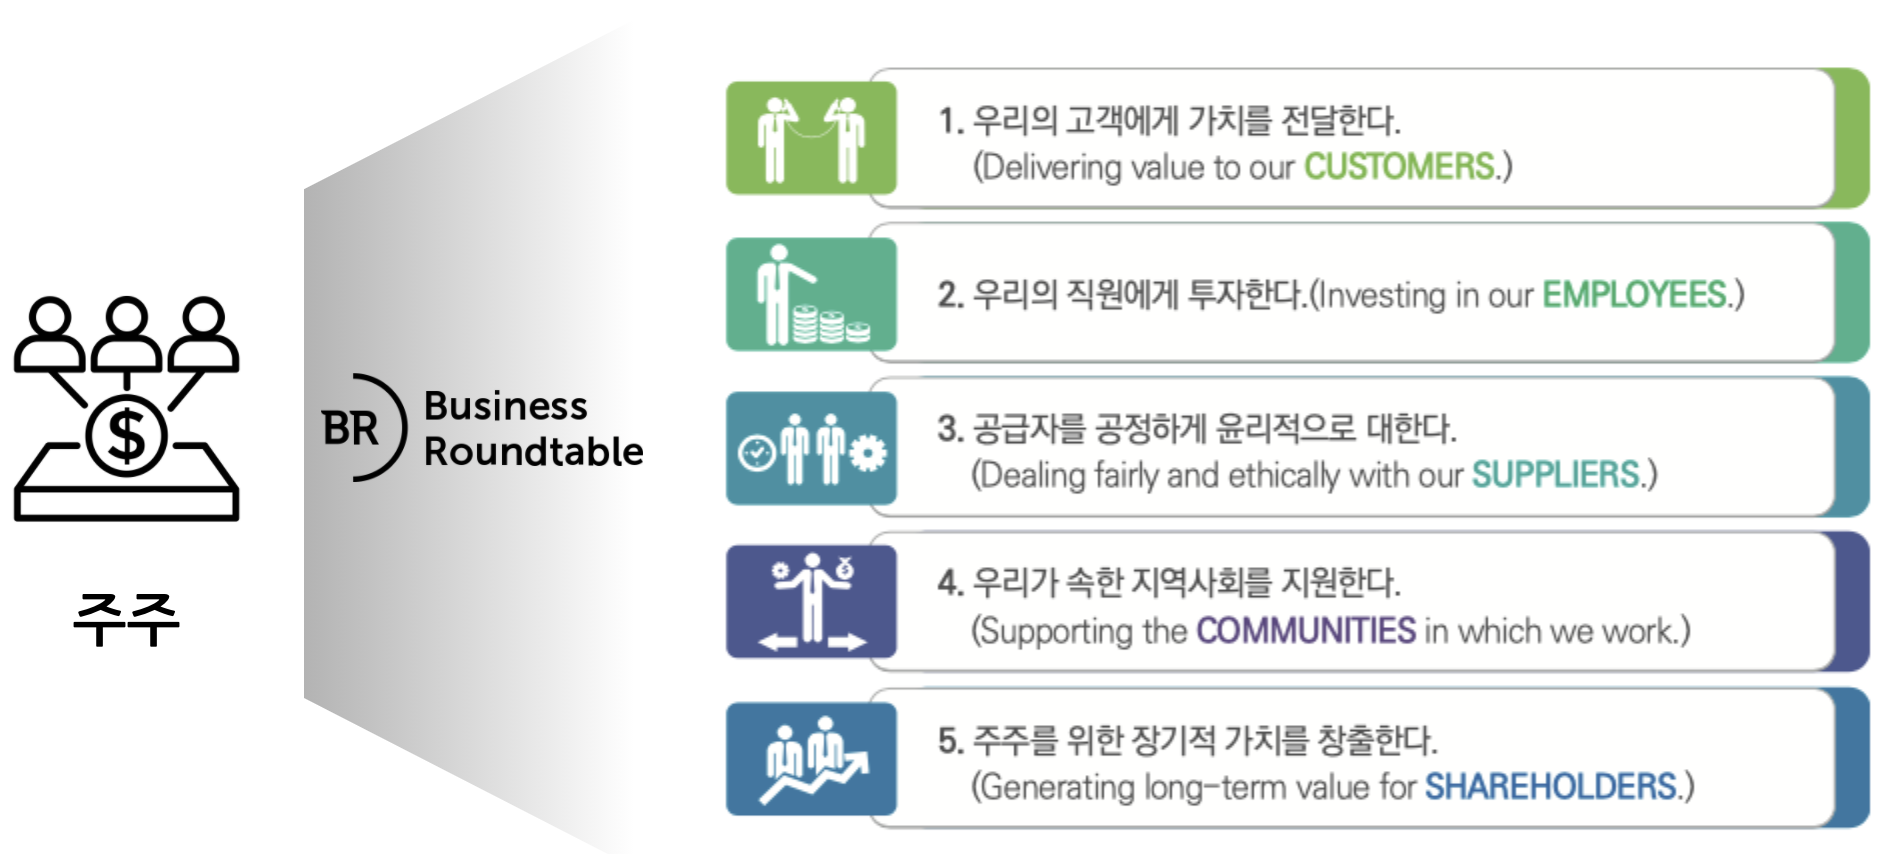 주주
BR
Business
Roundtable
1. 우리의 고객에게 가치를 전달한다.
(Delivering value to our CUSTOMERS.)
2. 우리의 직원에게 투자한다.(Investing in our EMPLOYEES.)
3. 공급자를 공정하게 윤리적으로 대한다.
(Dealing fairly and ethically with our SUPPLIERS.)
4. 우리가 속한 지역사회를 지원한다.
(Supporting the COMMUNITIES in which we work.)
5. 주주를 위한 장기적 가치를 창출한다.
(Generating long-term value for SHAREHOLDERS.)